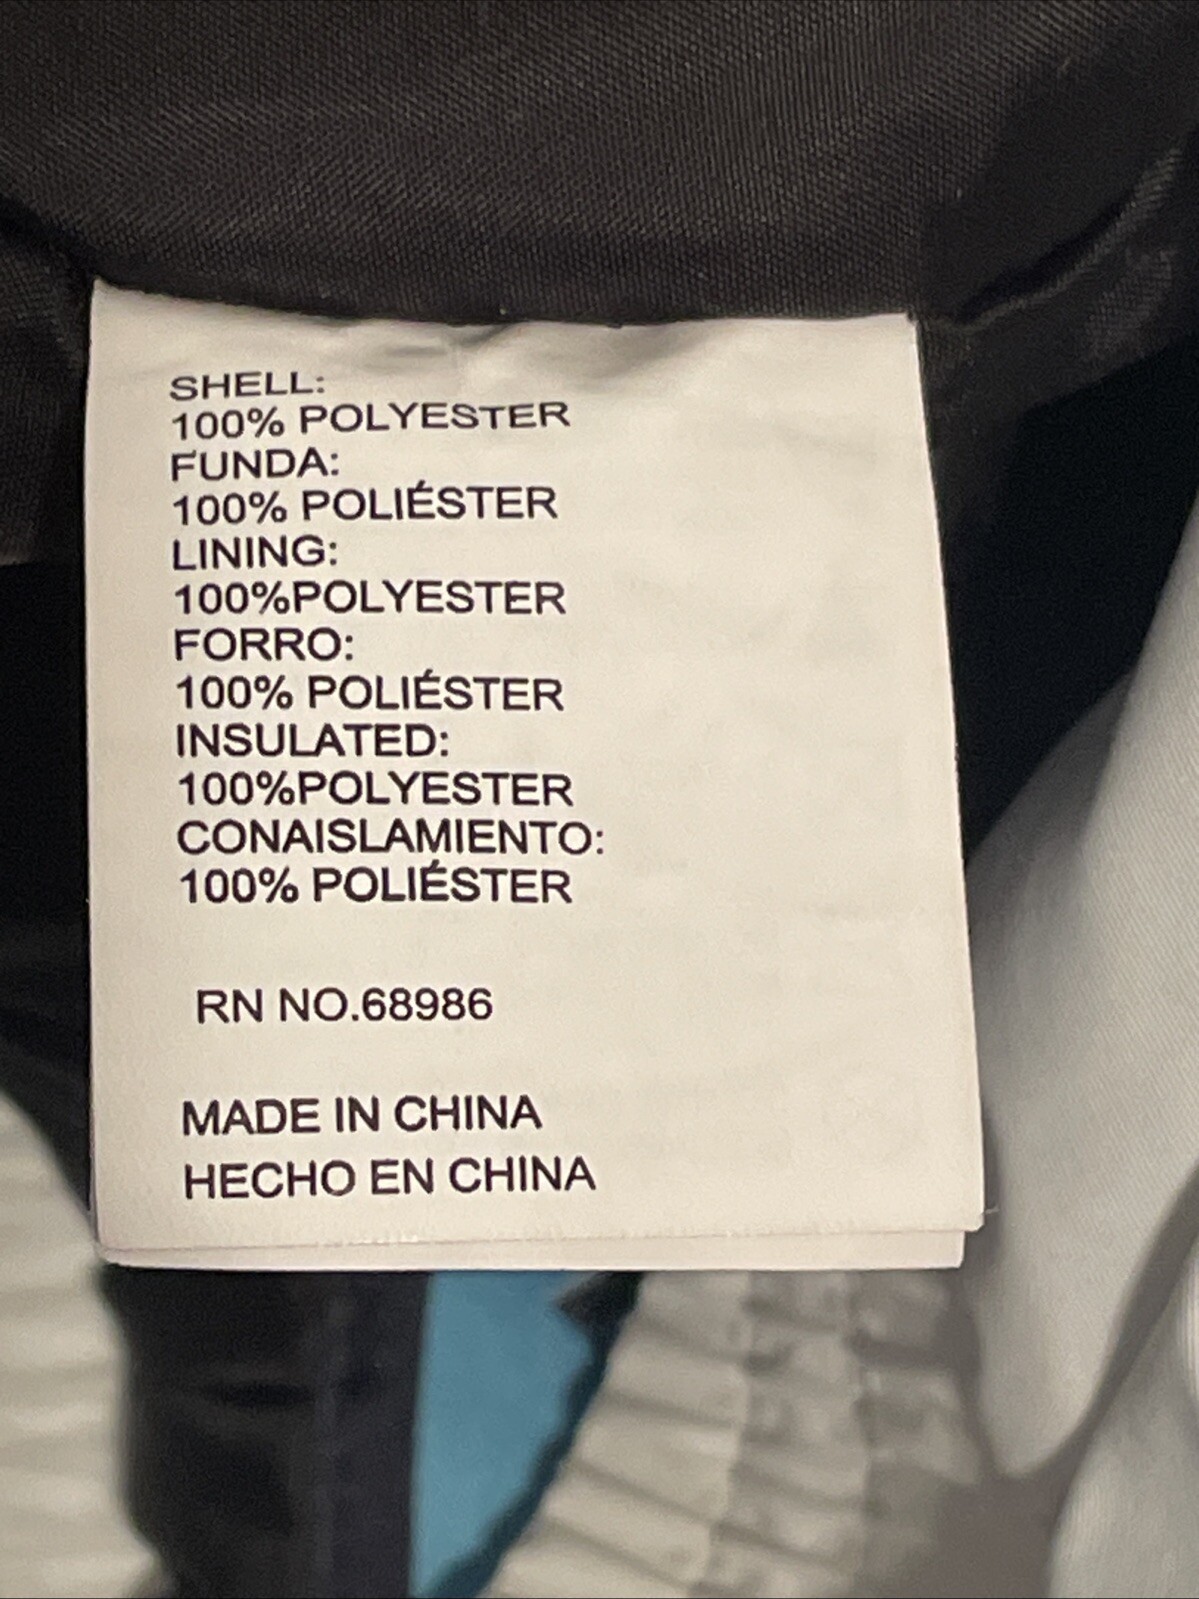 SHELL:
100% POLYESTER
FUNDA:
100% POLIÉSTER
LINING:
100%POLYESTER
FORRO:
100% POLIÉSTER
INSULATED:
100%POLYESTER
CONAISLAMIENTO:
100% POLIÉSTER
RN NO.68986
MADE IN CHINA
HECHO EN CHINA